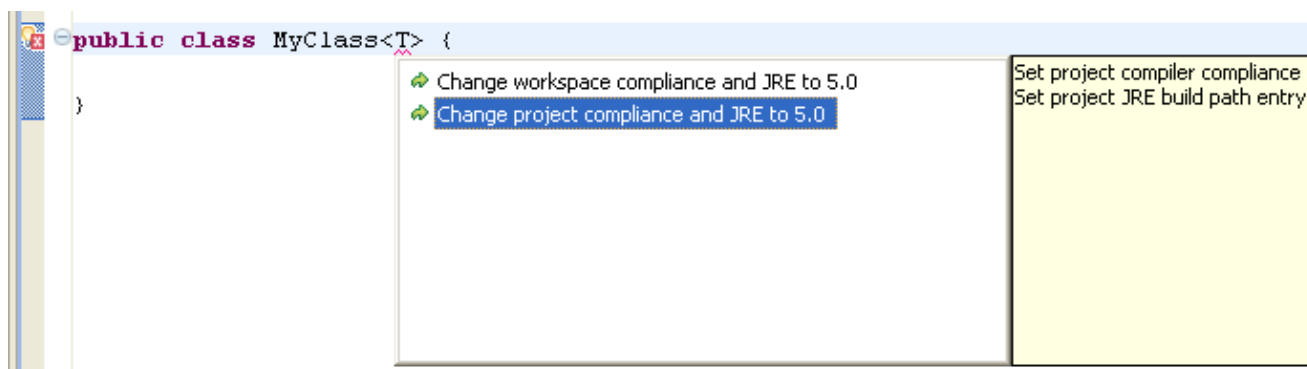 public class MyClass<T> {
Change workspace compliance and JRE to 5.0
Change project compliance and JRE to 5.0
Set project compiler compliance
Set project JRE build path entry
}